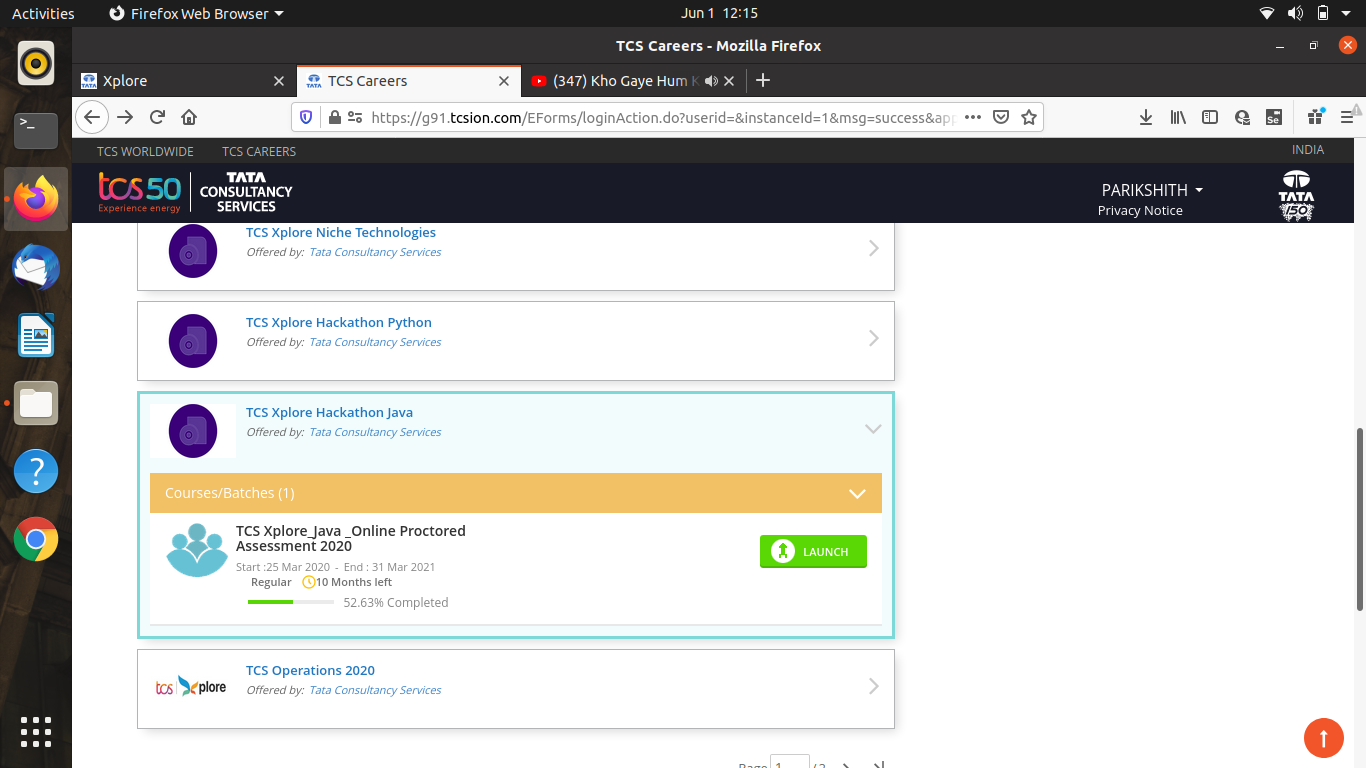 Activities
Firefox Web Browser
Jun 1 12:15
TCS Careers - Mozilla Firefox
Xplore
TCS Careers
(347) Kho Gaye Hum K
https://g91.tcsion.com/EForms/loginAction.do?userid=&instanceId=1&msg=success&app
TCS WORLDWIDE
TCS CAREERS
INDIA
tcs 50
Experience energy
TATA
CONSULTANCY
SERVICES
PARIKSHITH
Privacy Notice
TATA
150
TCS Xplore Niche Technologies
Offered by: Tata Consultancy Services
TCS Xplore Hackathon Python
Offered by: Tata Consultancy Services
TCS Xplore Hackathon Java
Offered by: Tata Consultancy Services
Courses/Batches (1)
TCS Xplore_Java _Online Proctored
Assessment 2020
Start :25 Mar 2020 - End : 31 Mar 2021
Regular 10 Months left
52.63% Completed
LAUNCH
tcs Xplore
TCS Operations 2020
Offered by: Tata Consultancy Services
Page 1